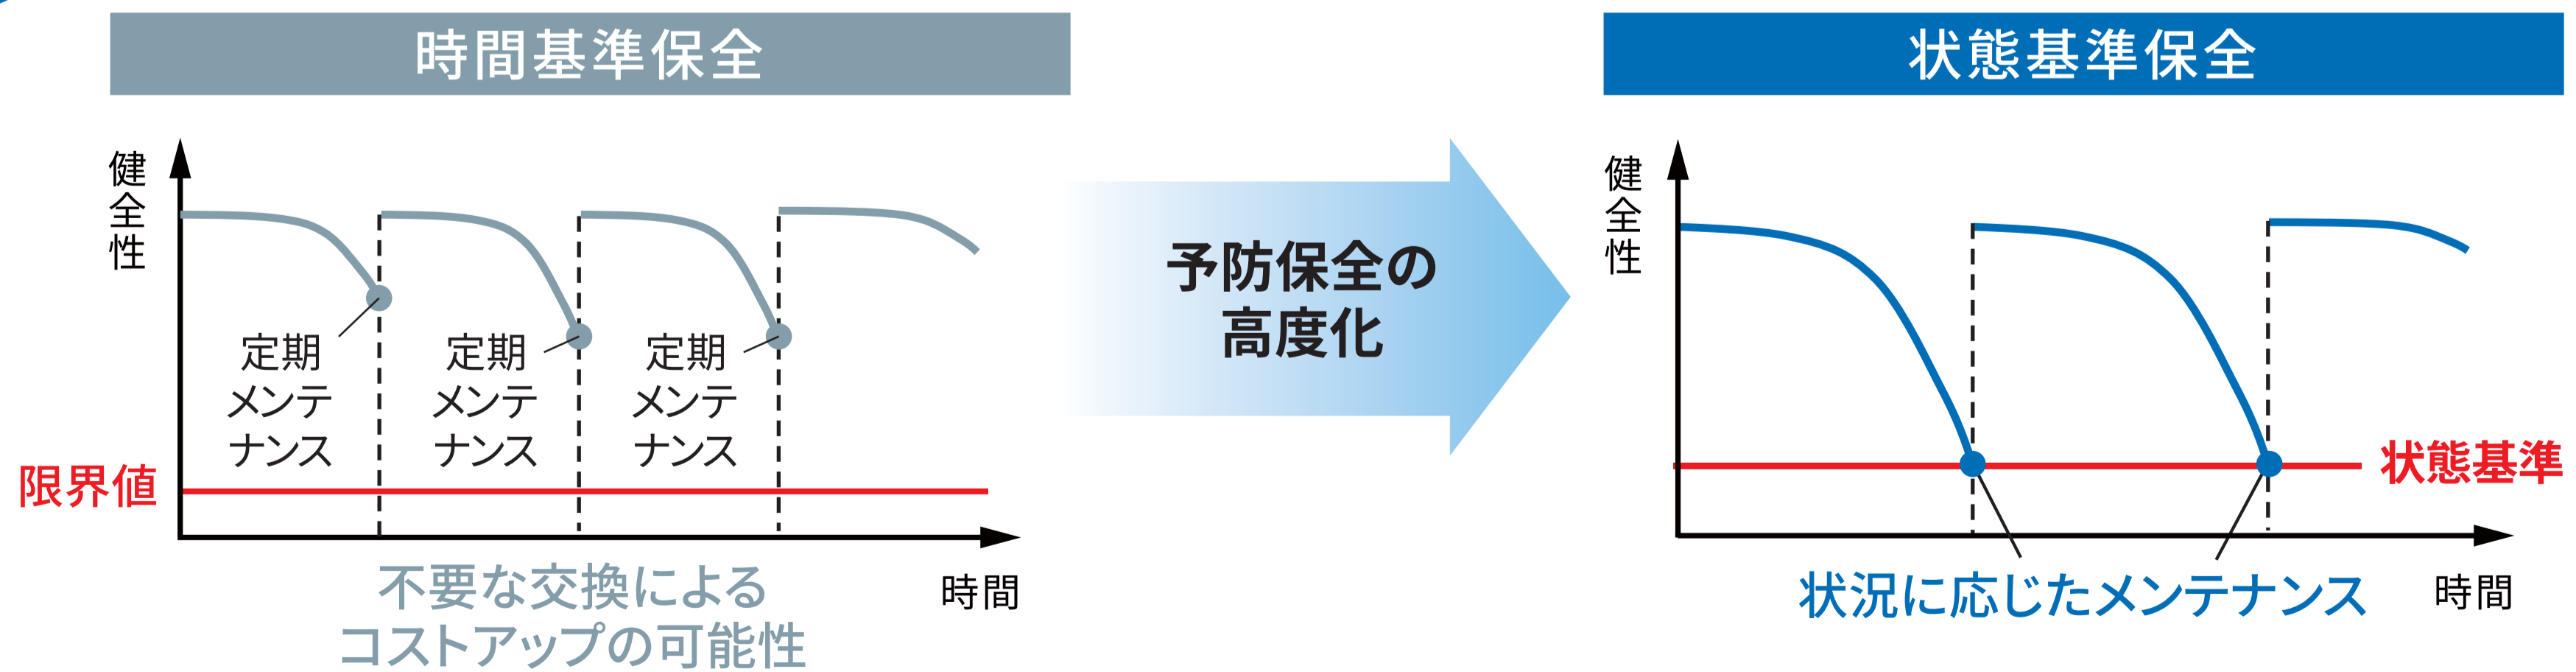 時間基準保全
健全性
定期
メンテ
ナンス
定期
メンテ
ナンス
定期
メンテ
ナンス
限界値
時間
不要な交換による
コストアップの可能性
予防保全の
高度化
状態基準保全
健全性
状態基準
状況に応じたメンテナンス
時間